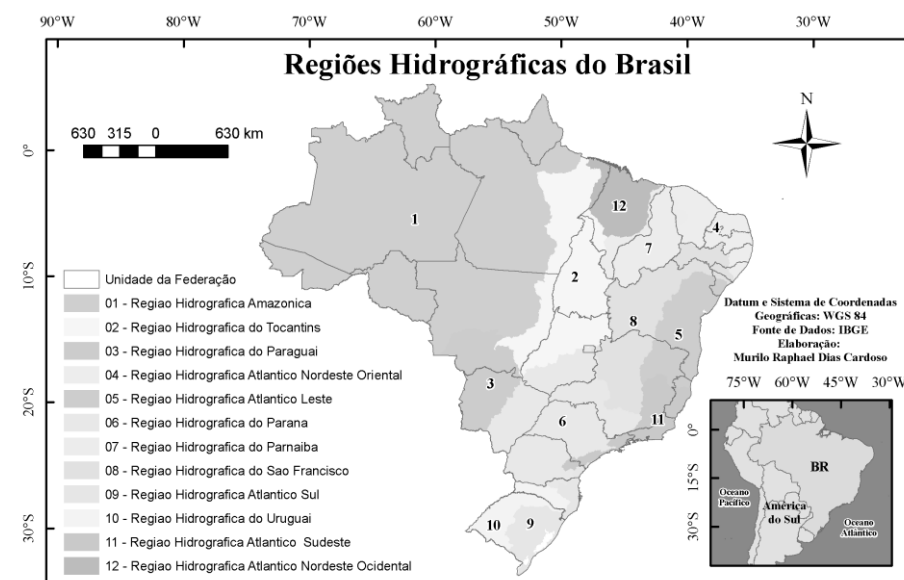 90°W 80°W 70°W 60°W 50°W 40°W 30°W
Regiões Hidrográficas do Brasil
630 315 0 630 km
N
0°
10°S
20°S
30°S
1
2
3
4
5
6
7
8
9
10
11
12
Unidade da Federação
01 - Regiao Hidrografica Amazonica
02 - Regiao Hidrografica do Tocantins
03 - Regiao Hidrografica do Paraguai
04 - Regiao Hidrografica Atlantico Nordeste Oriental
05 - Regiao Hidrografica Atlantico Leste
06 - Regiao Hidrografica do Parana
07 - Regiao Hidrografica do Parnaiba
08 - Regiao Hidrografica do Sao Francisco
09 - Regiao Hidrografica Atlantico Sul
10 - Regiao Hidrografica do Uruguai
11 - Regiao Hidrografica Atlantico Sudeste
12 - Regiao Hidrografica Atlantico Nordeste Ocidental
Datum e Sistema de Coordenadas
Geográficas: WGS 84
Fonte de Dados: IBGE
Elaboração:
Murilo Raphael Dias Cardoso
75°W 60°W 45°W 30°W
0°
15°S
30°S
BR
Oceano
Pacífico
América
do Sul
Oceano
Atlântico